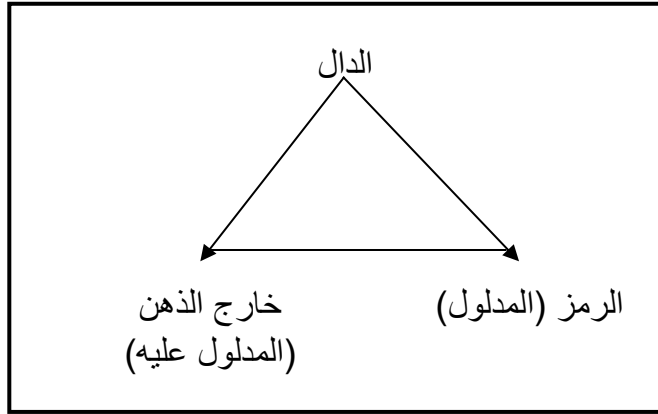 الدال
الرمز (المدلول)
خارج الذهن
(المدلول عليه)